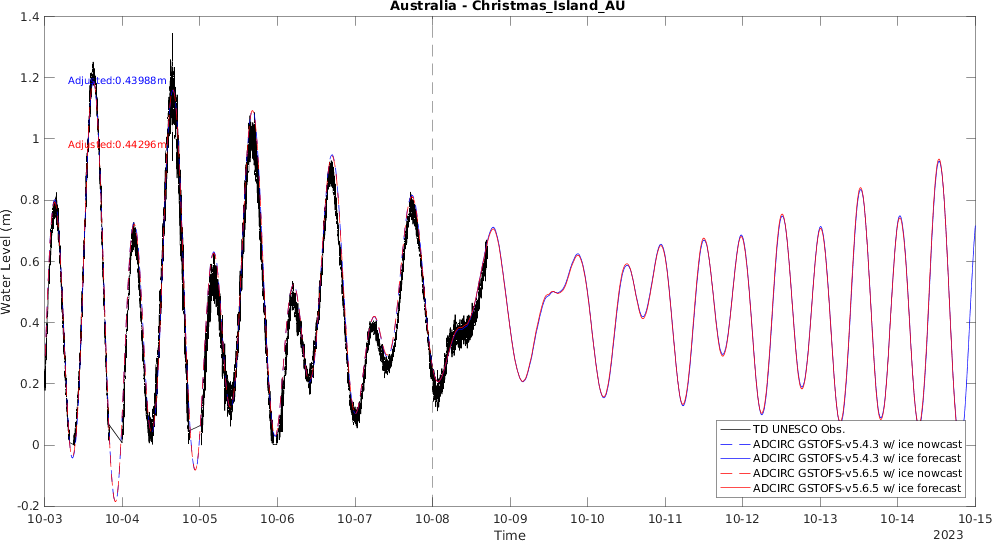 Australia - Christmas_Island_AU
1.4
1.2
1
0.8
0.6
0.4
0.2
0
-0.2
Water Level (m)
Adjusted:0.43988m
Adjusted:0.44296m
TD UNESCO Obs.
ADCIRC GSTOFS-v5.4.3 w/ ice nowcast
ADCIRC GSTOFS-v5.4.3 w/ ice forecast
ADCIRC GSTOFS-v5.6.5 w/ ice nowcast
ADCIRC GSTOFS-v5.6.5 w/ ice forecast
10-03 10-04 10-05 10-06 10-07 10-08 10-09 10-10 10-11 10-12 10-13 10-14 10-15
Time
2023